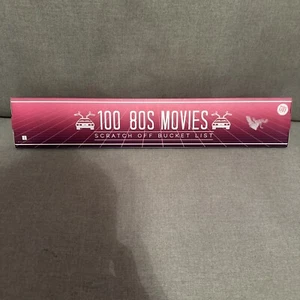 100 80S MOVIES
SCRATCH OFF BUCKET LIST